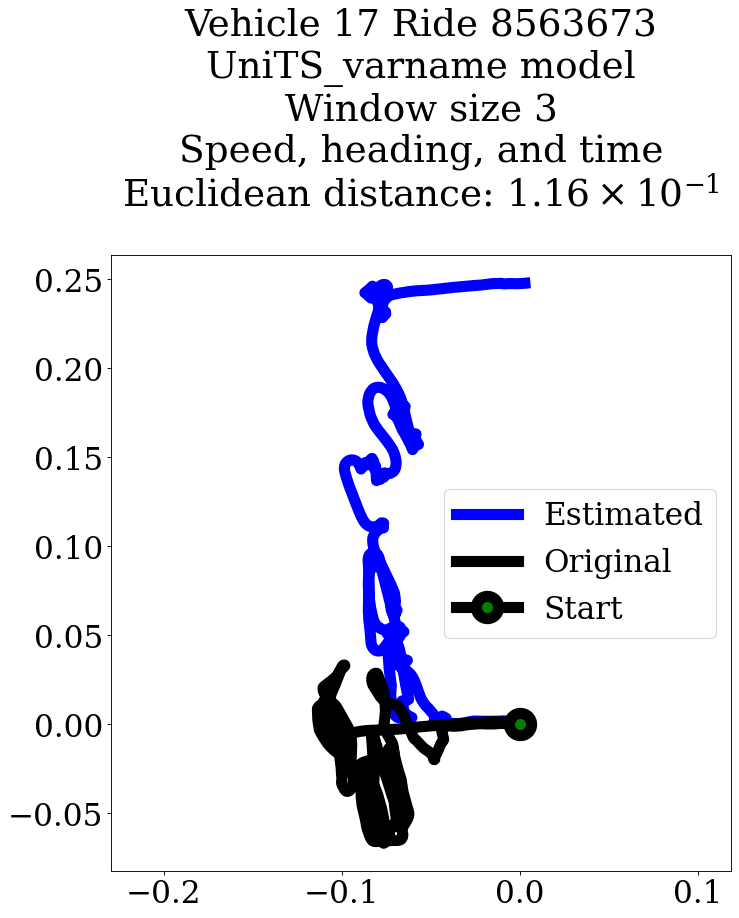 Vehicle 17 Ride 8563673
UniTS_varname model
Window size 3
Speed, heading, and time
Euclidean distance: 1.16 × 10⁻¹
0.25
0.20
0.15
0.10
0.05
0.00
−0.05
Estimated
Original
Start
−0.2
−0.1
0.0
0.1